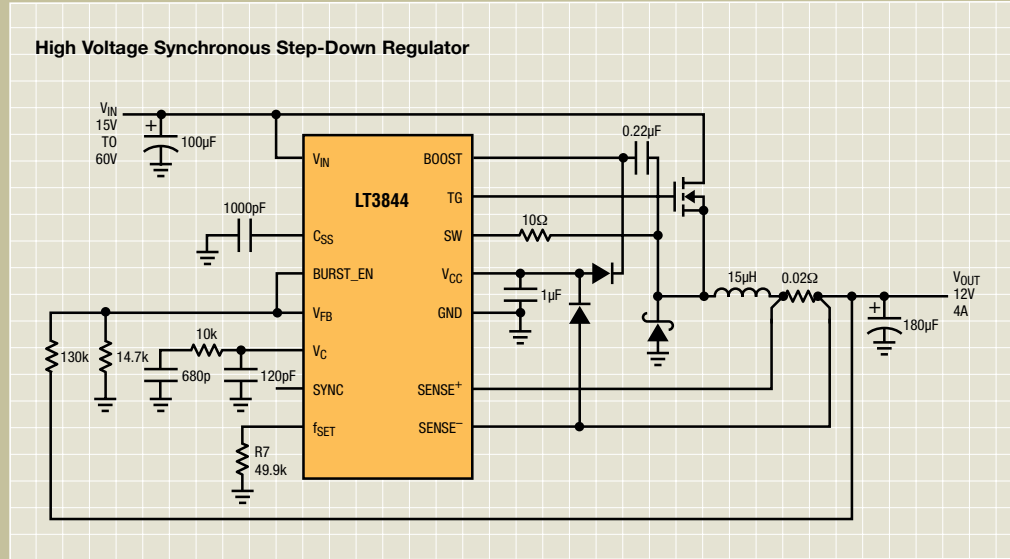 High Voltage Synchronous Step-Down Regulator
VIN
15V
TO
60V
+
100µF
0.22µF
VIN
BOOST
LT3844
TG
1000pF
10Ω
CSS
SW
BURST_EN
VCC
15µH
0.02Ω
VOUT
12V
4A
1µF
VFB
GND
+
180µF
10k
130k
14.7k
VC
680p
120pF
SYNC
SENSE+
fSET
SENSE–
R7
49.9k